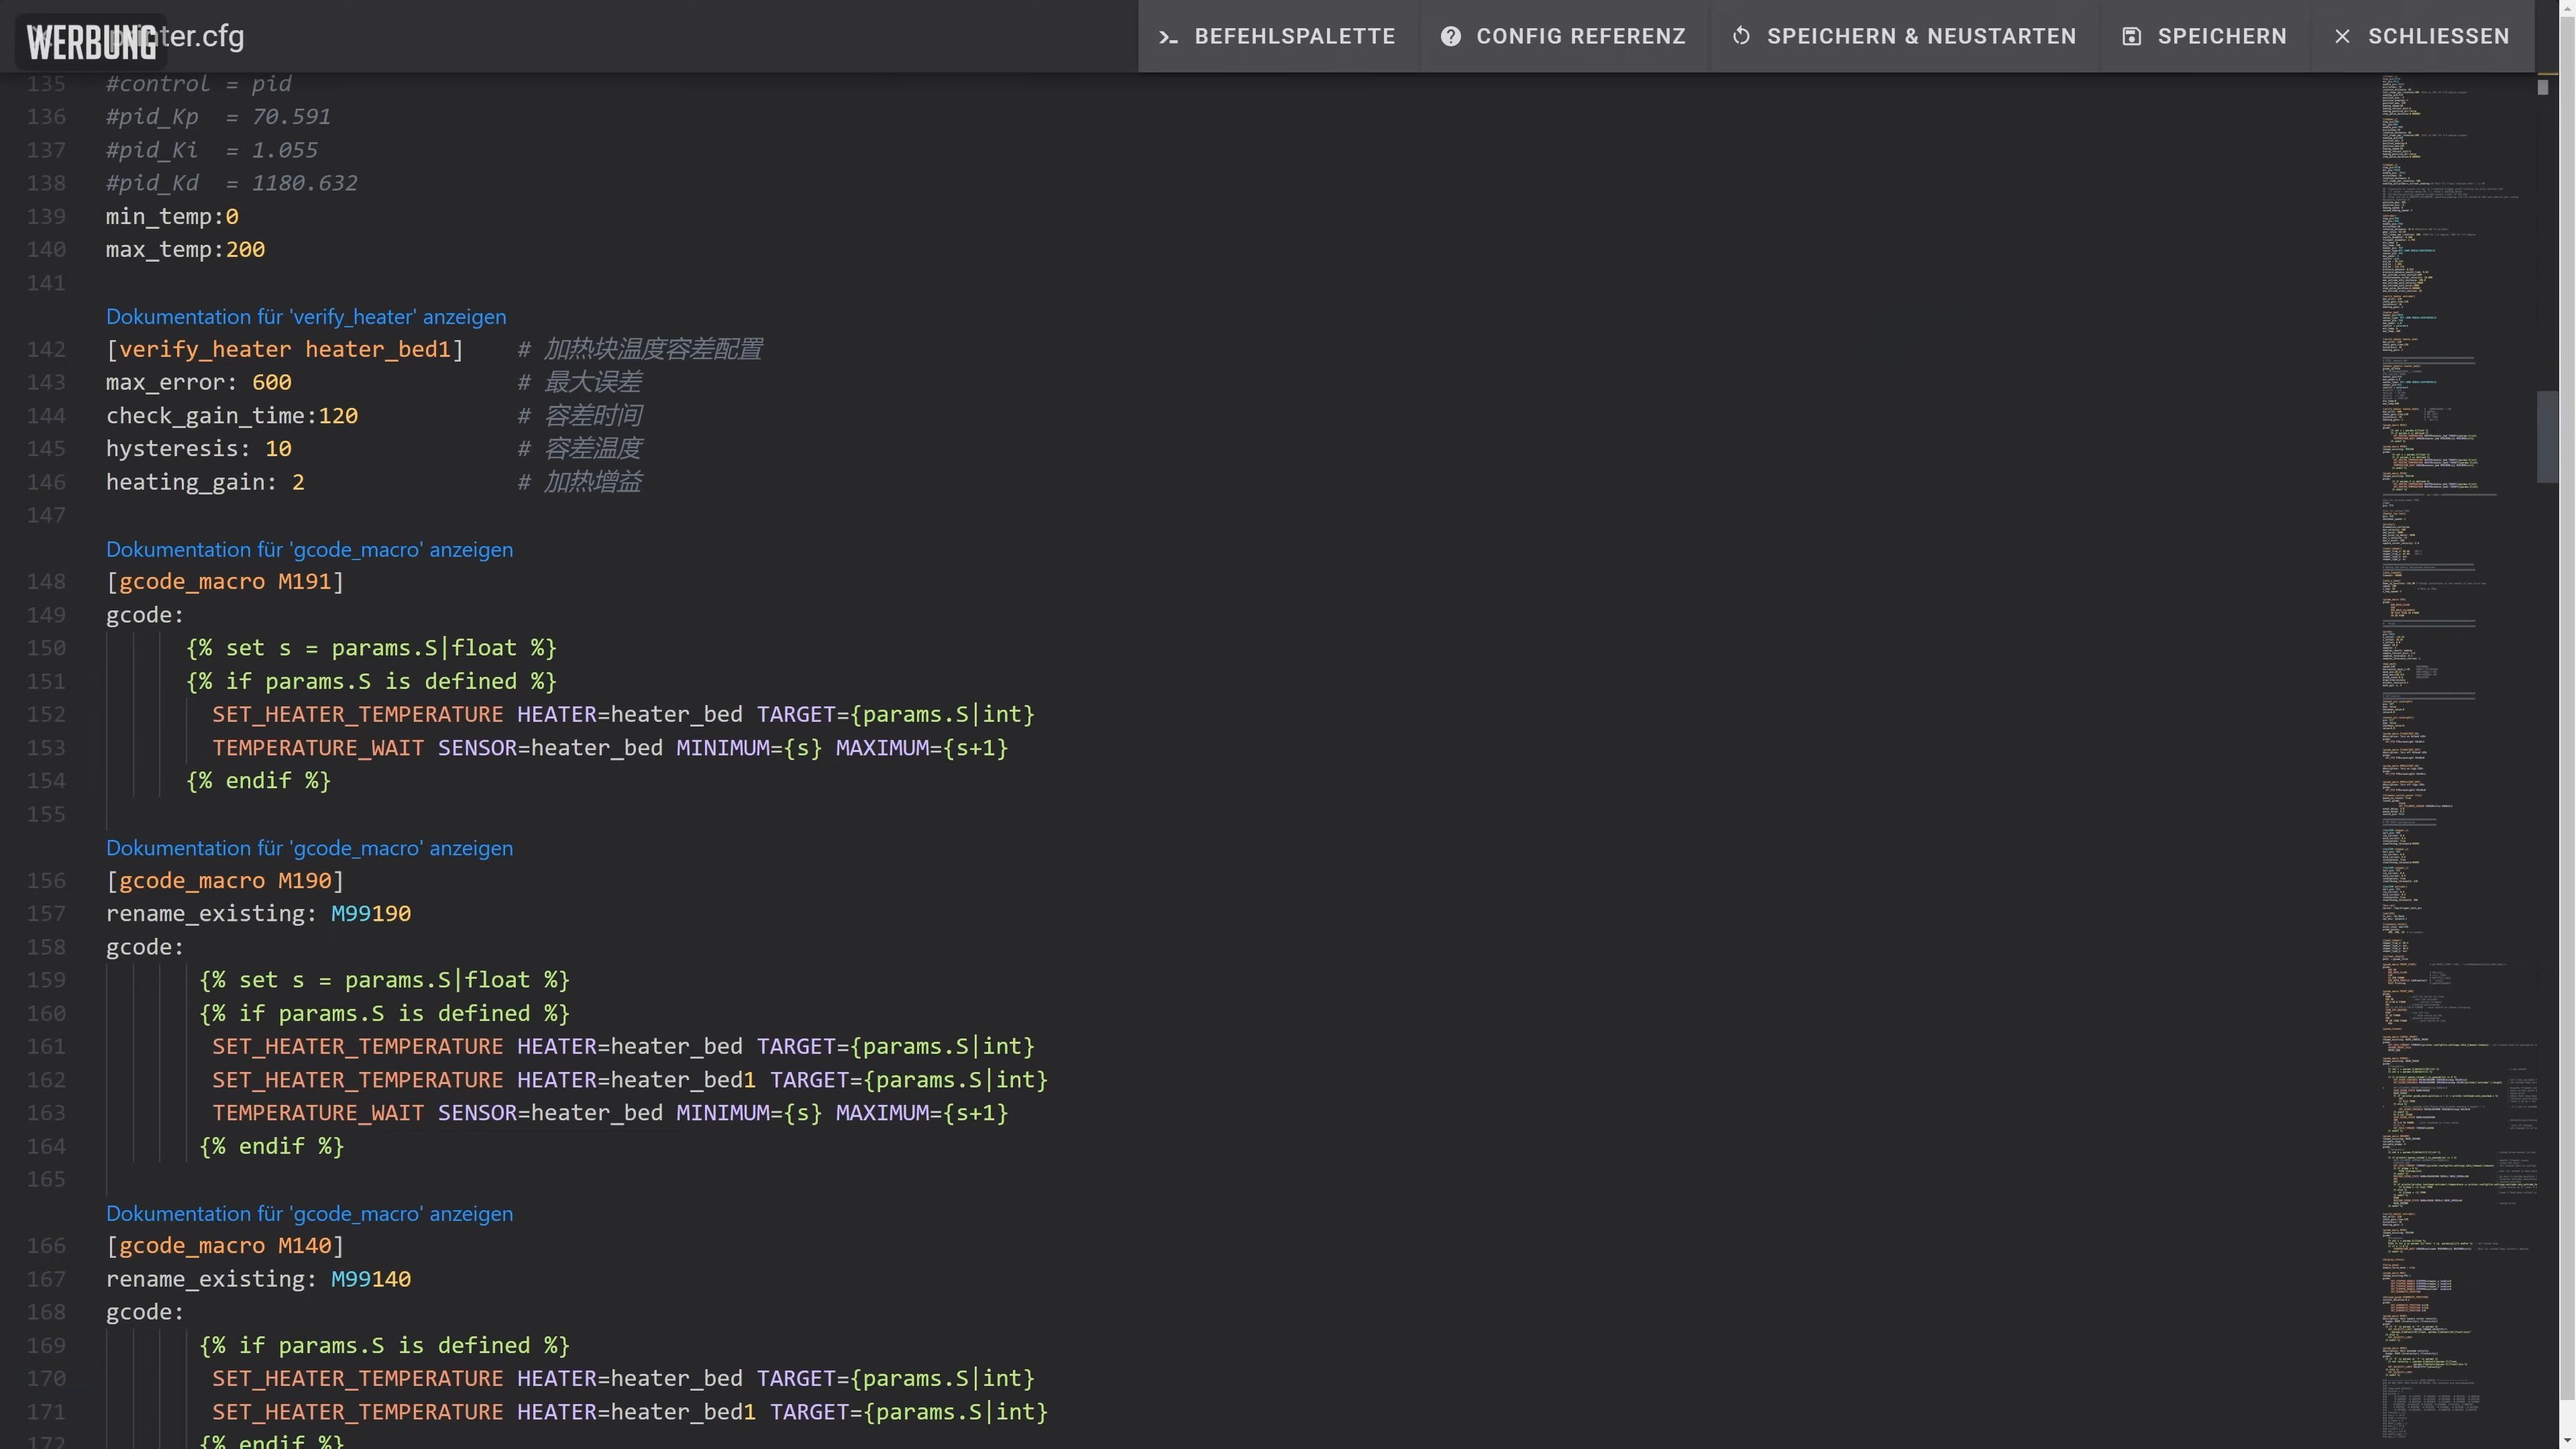 WERBUNG
ter.cfg
BEFEHLSPALETTE
CONFIG REFERENZ
SPEICHERN & NEUSTARTEN
SPEICHERN
SCHLIESSEN
135 #control = pid
136 #pid_Kp  = 70.591
137 #pid_Ki  = 1.055
138 #pid_Kd  = 1180.632
139 min_temp:0
140 max_temp:200
141
Dokumentation für 'verify_heater' anzeigen
142 [verify_heater heater_bed1]    # 加热块温度容差配置
143 max_error: 600                 # 最大误差
144 check_gain_time:120            # 容差时间
145 hysteresis: 10                 # 容差温度
146 heating_gain: 2                # 加热增益
147
Dokumentation für 'gcode_macro' anzeigen
148 [gcode_macro M191]
149 gcode:
150       {% set s = params.S|float %}
151       {% if params.S is defined %}
152         SET_HEATER_TEMPERATURE HEATER=heater_bed TARGET={params.S|int}
153         TEMPERATURE_WAIT SENSOR=heater_bed MINIMUM={s} MAXIMUM={s+1}
154       {% endif %}
155
Dokumentation für 'gcode_macro' anzeigen
156 [gcode_macro M190]
157 rename_existing: M99190
158 gcode:
159        {% set s = params.S|float %}
160        {% if params.S is defined %}
161         SET_HEATER_TEMPERATURE HEATER=heater_bed TARGET={params.S|int}
162         SET_HEATER_TEMPERATURE HEATER=heater_bed1 TARGET={params.S|int}
163         TEMPERATURE_WAIT SENSOR=heater_bed MINIMUM={s} MAXIMUM={s+1}
164        {% endif %}
165
Dokumentation für 'gcode_macro' anzeigen
166 [gcode_macro M140]
167 rename_existing: M99140
168 gcode:
169        {% if params.S is defined %}
170         SET_HEATER_TEMPERATURE HEATER=heater_bed TARGET={params.S|int}
171         SET_HEATER_TEMPERATURE HEATER=heater_bed1 TARGET={params.S|int}
172        {% endif %}